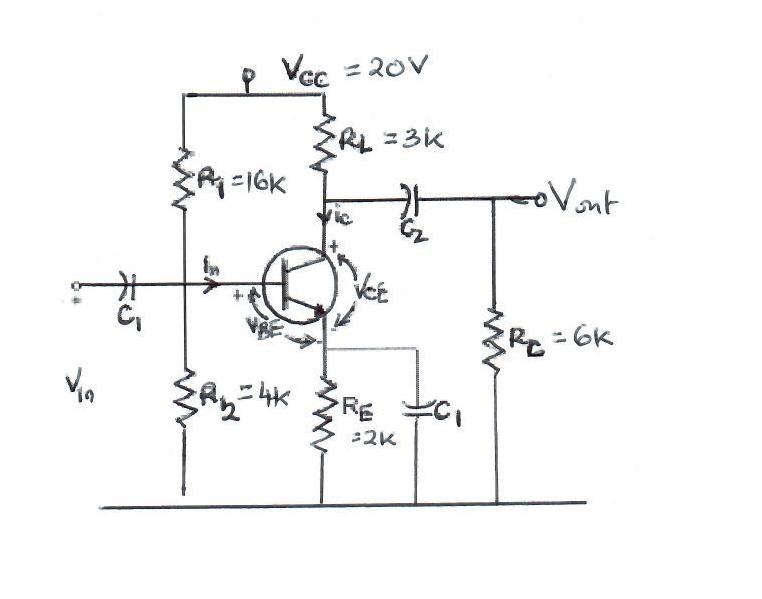 VCC = 20V
RL = 3K
R1 = 16K
ic
Vout
C2
in
+
+
VCE
C1
VBE
-
-
RC = 6K
+
Vin
R2 = 4K
RE
= 2K
C1